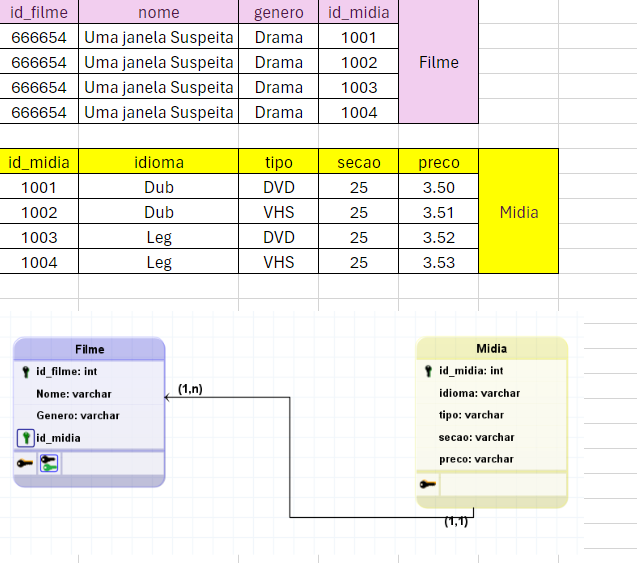 id_filme nome genero id_midia
666654 Uma janela Suspeita Drama 1001
666654 Uma janela Suspeita Drama 1002
Filme
666654 Uma janela Suspeita Drama 1003
666654 Uma janela Suspeita Drama 1004
id_midia idioma tipo secao preco
1001 Dub DVD 25 3.50
1002 Dub VHS 25 3.51
Midia
1003 Leg DVD 25 3.52
1004 Leg VHS 25 3.53
Filme
id_filme: int
Nome: varchar
Genero: varchar
id_midia
(1,n)
Midia
id_midia: int
idioma: varchar
tipo: varchar
secao: varchar
preco: varchar
(1,1)